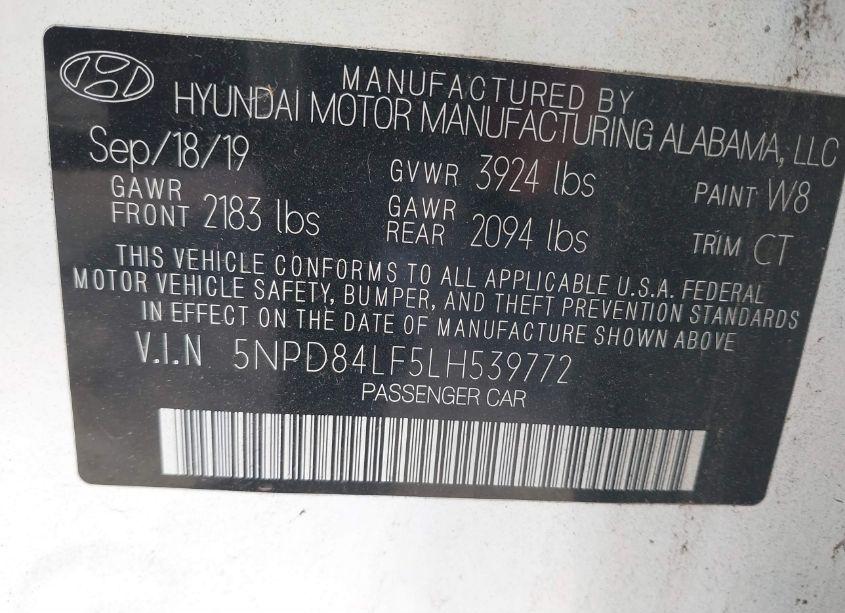 MANUFACTURED BY
HYUNDAI MOTOR MANUFACTURING ALABAMA, LLC
Sep/18/19 GVWR 3924 lbs PAINT W8
GAWR FRONT 2183 lbs GAWR REAR 2094 lbs TRIM CT
THIS VEHICLE CONFORMS TO ALL APPLICABLE U.S.A. FEDERAL
MOTOR VEHICLE SAFETY, BUMPER, AND THEFT PREVENTION STANDARDS
IN EFFECT ON THE DATE OF MANUFACTURE SHOWN ABOVE
V.I.N 5NPD84LF5LH539772
PASSENGER CAR